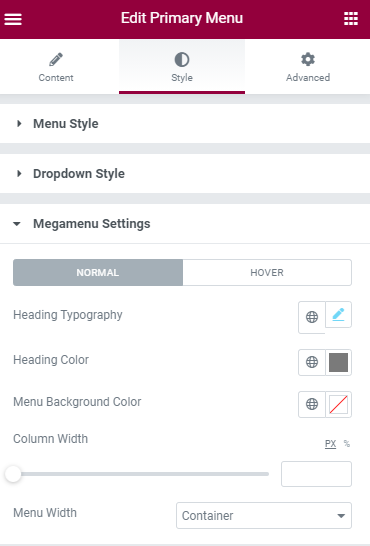 Edit Primary Menu
Content Style Advanced
Menu Style
Dropdown Style
Megamenu Settings
NORMAL HOVER
Heading Typography
Heading Color
Menu Background Color
Column Width PX %
Menu Width Container